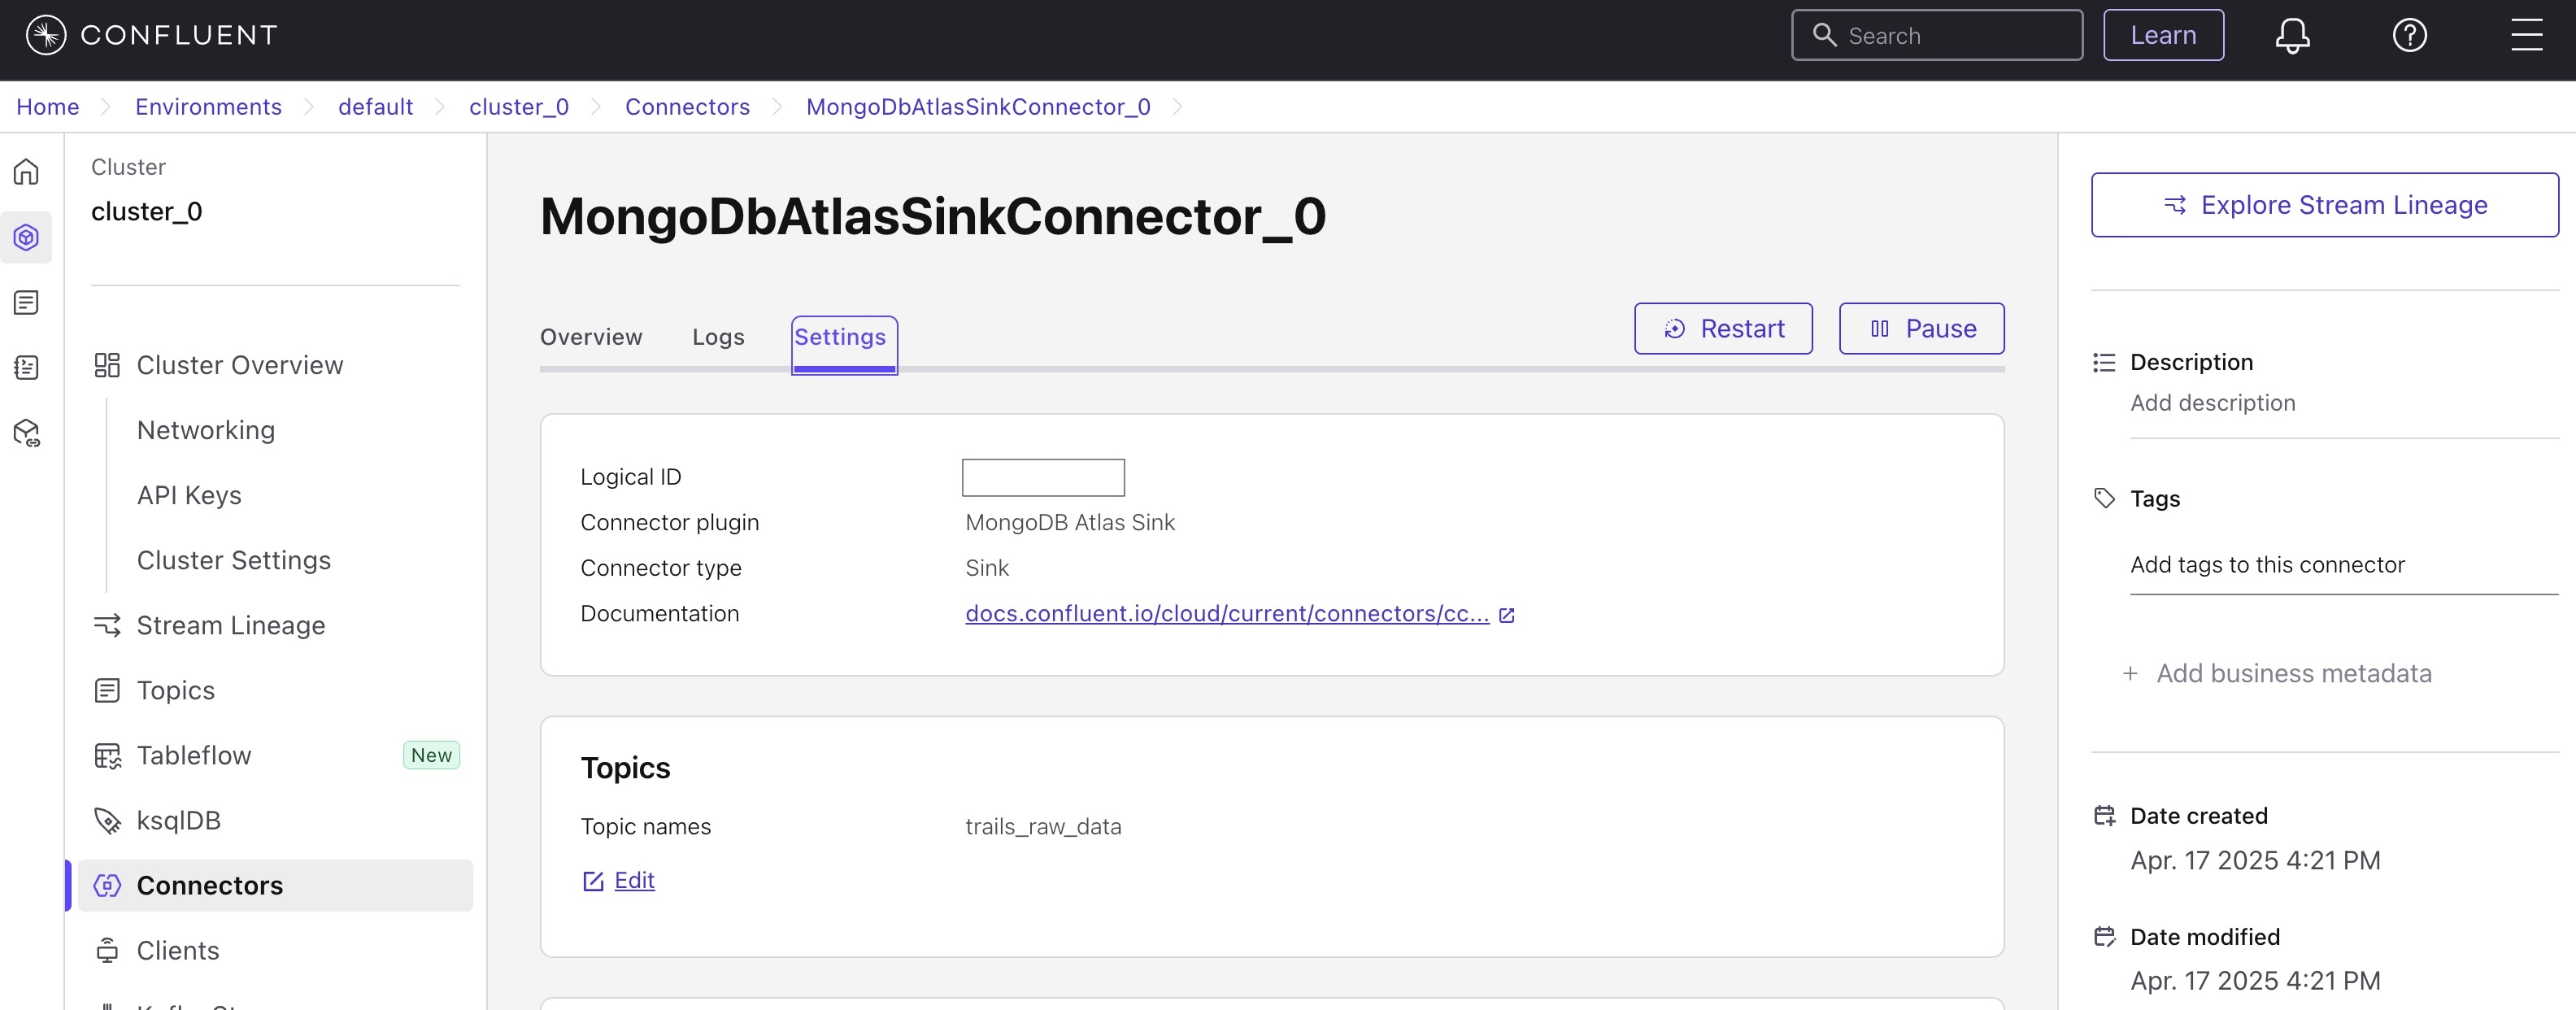 CONFLUENT
Search
Learn
Home
Environments
default
cluster_0
Connectors
MongoDbAtlasSinkConnector_0
Cluster
cluster_0
Cluster Overview
Networking
API Keys
Cluster Settings
Stream Lineage
Topics
Tableflow New
ksqlDB
Connectors
Clients
MongoDbAtlasSinkConnector_0
Overview
Logs
Settings
Restart
Pause
Logical ID
Connector plugin MongoDB Atlas Sink
Connector type Sink
Documentation docs.confluent.io/cloud/current/connectors/cc...
Topics
Topic names trails_raw_data
Edit
Explore Stream Lineage
Description
Add description
Tags
Add tags to this connector
+ Add business metadata
Date created
Apr. 17 2025 4:21 PM
Date modified
Apr. 17 2025 4:21 PM